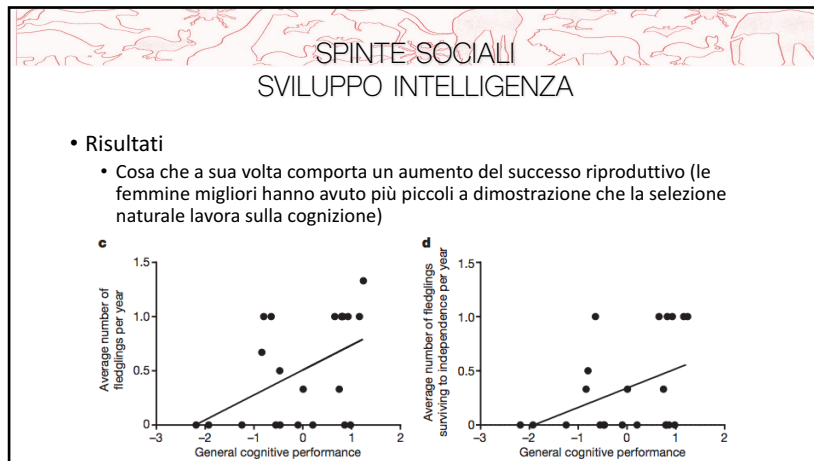 SPINTE SOCIALI
SVILUPPO INTELLIGENZA
• Risultati
• Cosa che a sua volta comporta un aumento del successo riproduttivo (le
femmine migliori hanno avuto più piccoli a dimostrazione che la selezione
naturale lavora sulla cognizione)
c
Average number of
fledglings per year
1.5
1.0
0.5
0
−3 −2 −1 0 1 2
General cognitive performance
d
Average number of fledglings
surviving to independence per year
1.5
1.0
0.5
0
−3 −2 −1 0 1 2
General cognitive performance